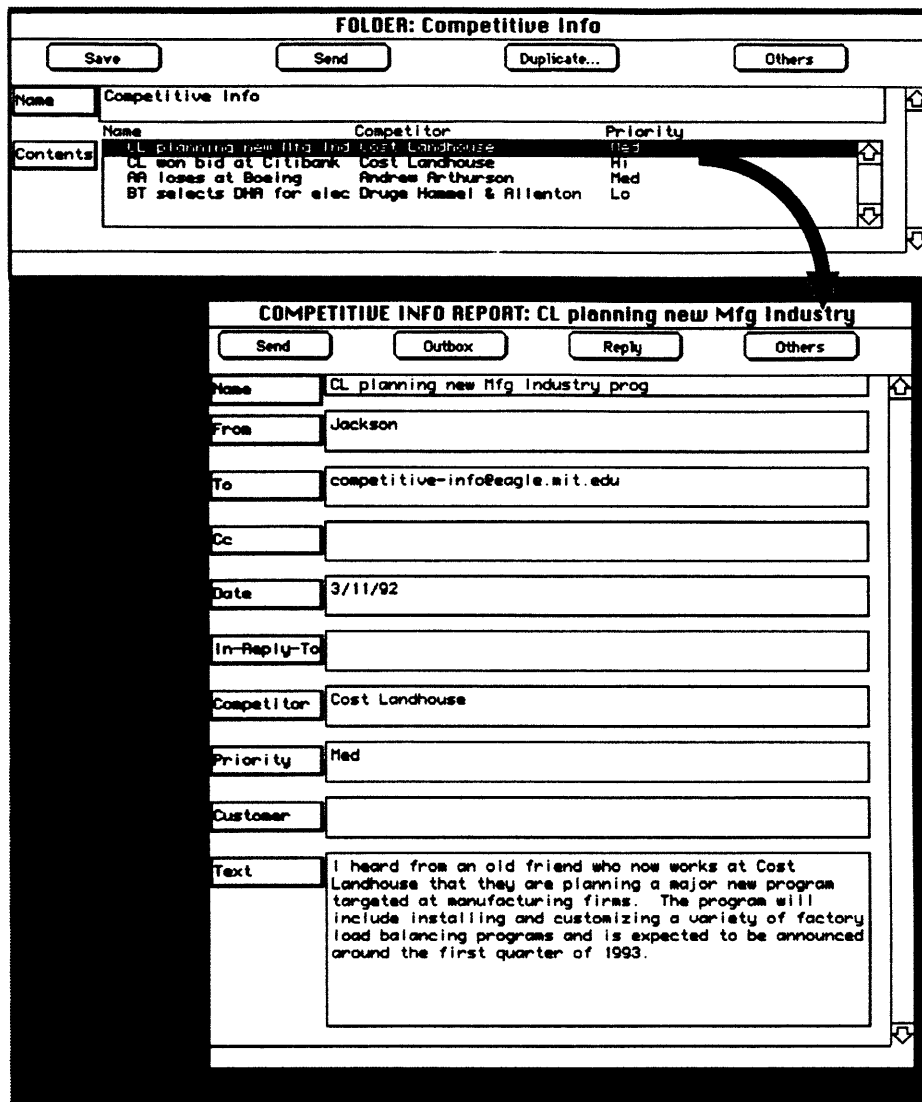 FOLDER: Competitive Info
Save Send Duplicate... Others
Name Competitive Info
Name Competitor Priority
Contents CL planning new Mfg Ind Cost Landhouse Med
CL won bid at Citibank Cost Landhouse Hi
AA loses at Boeing Andrew Arthurson Med
BT selects DHA for elec Druge Hammel & Allenton Lo
COMPETITIVE INFO REPORT: CL planning new Mfg Industry
Send Outbox Reply Others
Name CL planning new Mfg Industry prog
From Jackson
To competitive-info@eagle.mit.edu
Cc
Date 3/11/92
In-Reply-To
Competitor Cost Landhouse
Priority Med
Customer
Text I heard from an old friend who now works at Cost
Landhouse that they are planning a major new program
targeted at manufacturing firms. The program will
include installing and customizing a variety of factory
load balancing programs and is expected to be announced
around the first quarter of 1993.